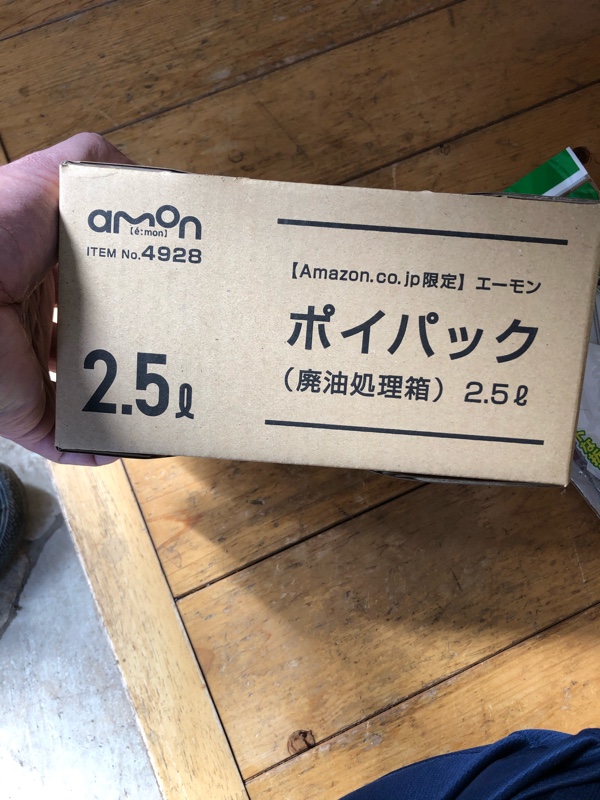 amon
[é:mon]
ITEM No.4928
2.5ℓ
【Amazon.co.jp限定】エーモン
ポイパック
(廃油処理箱) 2.5ℓ